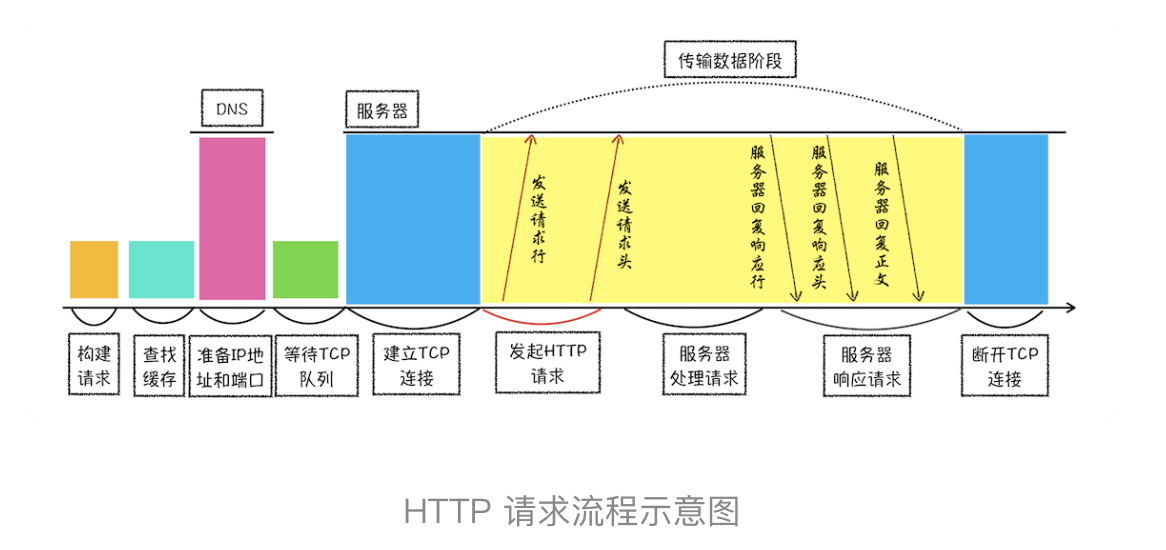 传输数据阶段
DNS
服务器
发送请求行
发送请求头
服务器回复响应行
服务器回复响应头
服务器回复正文
构建
请求
查找
缓存
准备IP地
址和端口
等待TCP
队列
建立TCP
连接
发起HTTP
请求
服务器
处理请求
服务器
响应请求
断开TCP
连接
HTTP 请求流程示意图